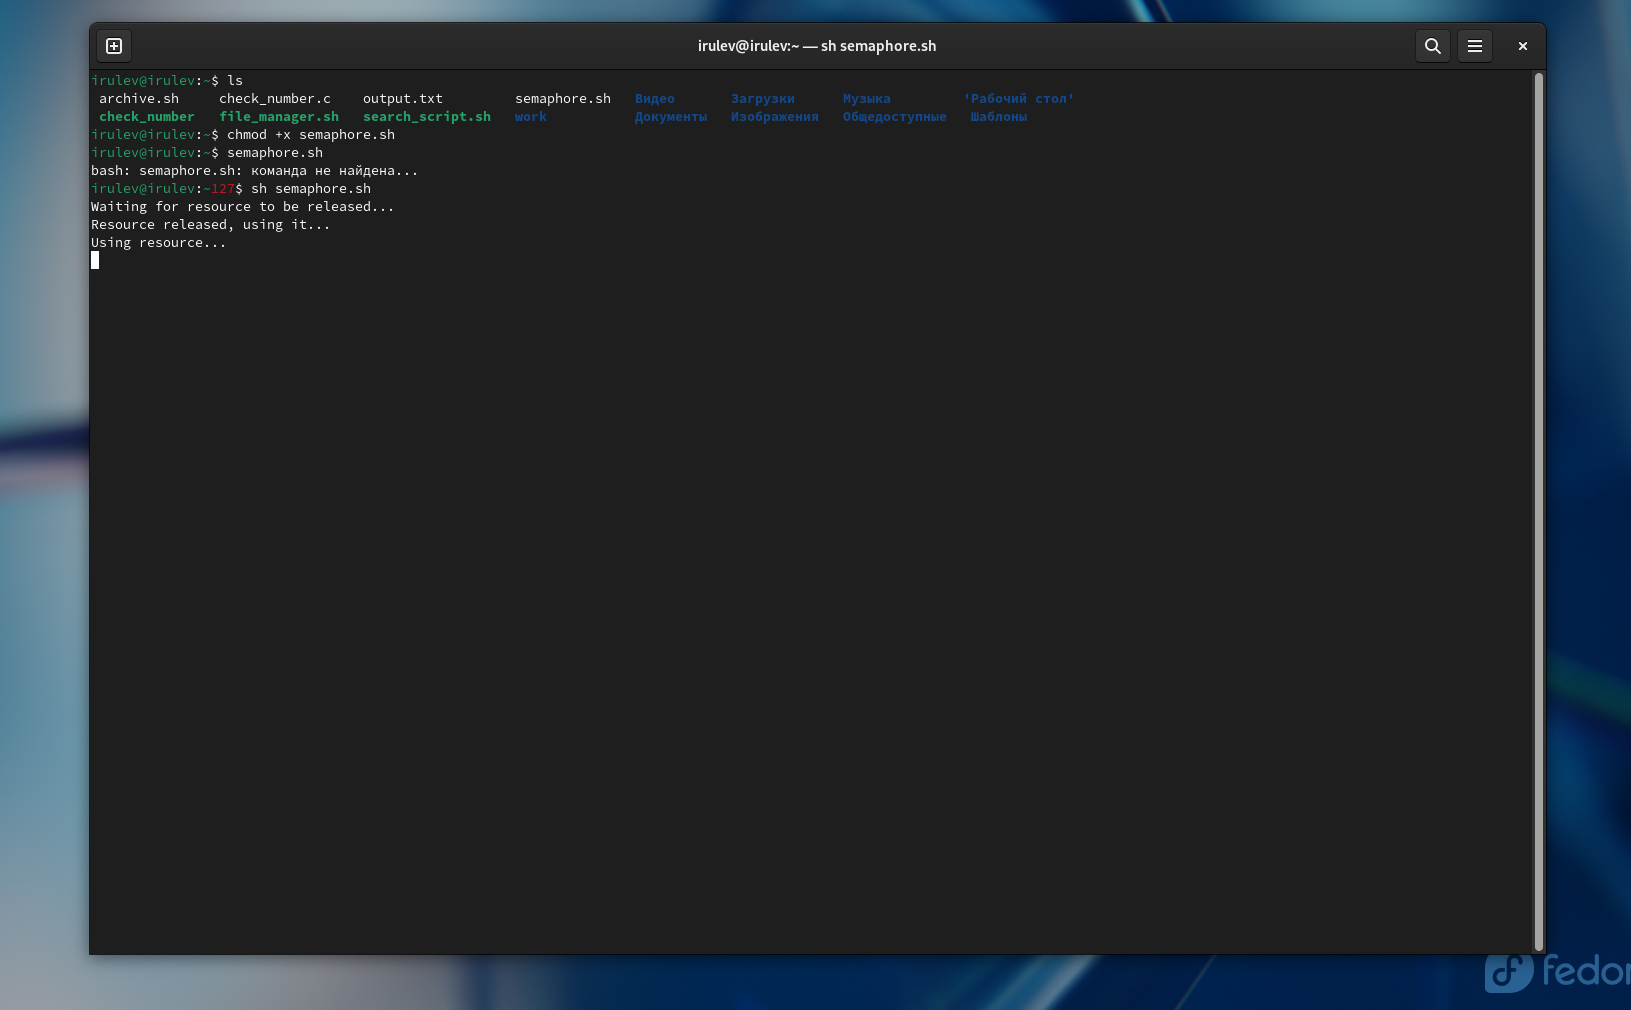 irulev@irulev:~ — sh semaphore.sh
irulev@irulev:~$ ls
archive.sh check_number.c output.txt semaphore.sh Видео Загрузки Музыка 'Рабочий стол'
check_number file_manager.sh search_script.sh work Документы Изображения Общедоступные Шаблоны
irulev@irulev:~$ chmod +x semaphore.sh
irulev@irulev:~$ semaphore.sh
bash: semaphore.sh: команда не найдена...
irulev@irulev:~127$ sh semaphore.sh
Waiting for resource to be released...
Resource released, using it...
Using resource...
fedor